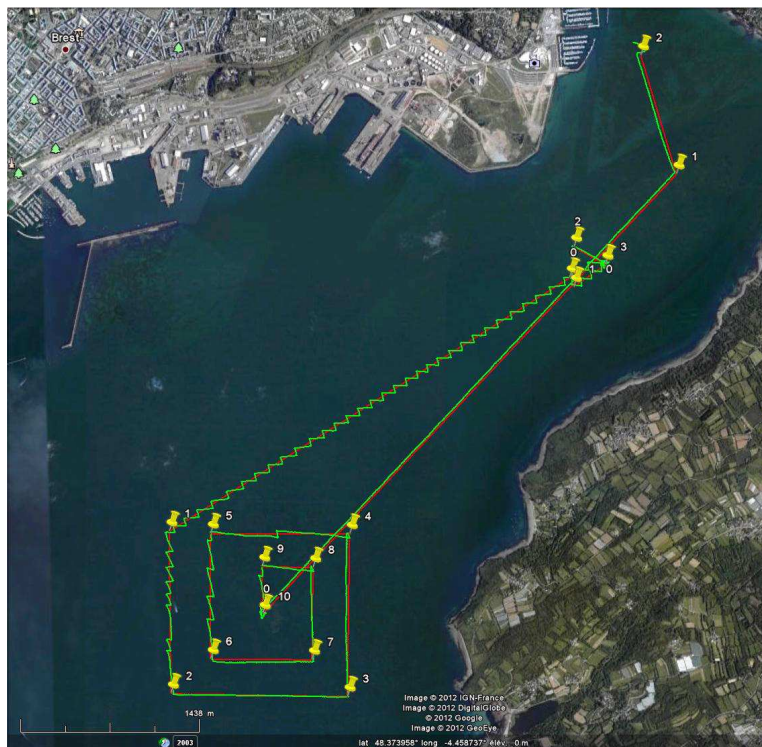 Brest
2
1
2
3
0
1 0
1
5
4
9
8
0
10
6
7
2
3
Image © 2012 IGN-France
Image © 2012 DigitalGlobe
1438 m
© 2012 Google
Image © 2012 GeoEye
2003
lat 48.373958° long -4.458737° élév. 0 m